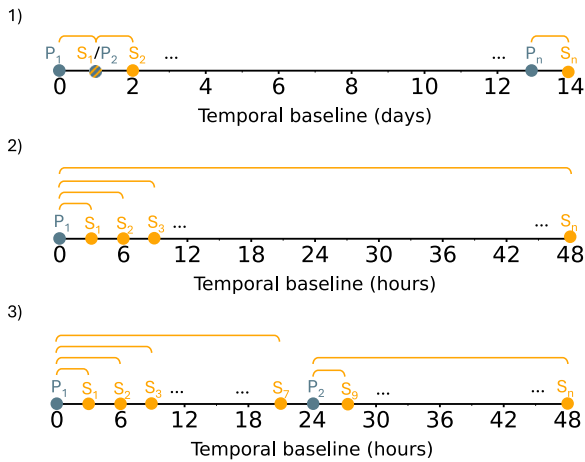 1)
P1 S1/P2 S2 ... ... Pn Sn
0 2 4 6 8 10 12 14
Temporal baseline (days)
2)
P1 S1 S2 S3 ... ... Sn
0 6 12 18 24 30 36 42 48
Temporal baseline (hours)
3)
P1 S1 S2 S3 ... ... S7 P2 S9 ... ... Sn
0 6 12 18 24 30 36 42 48
Temporal baseline (hours)